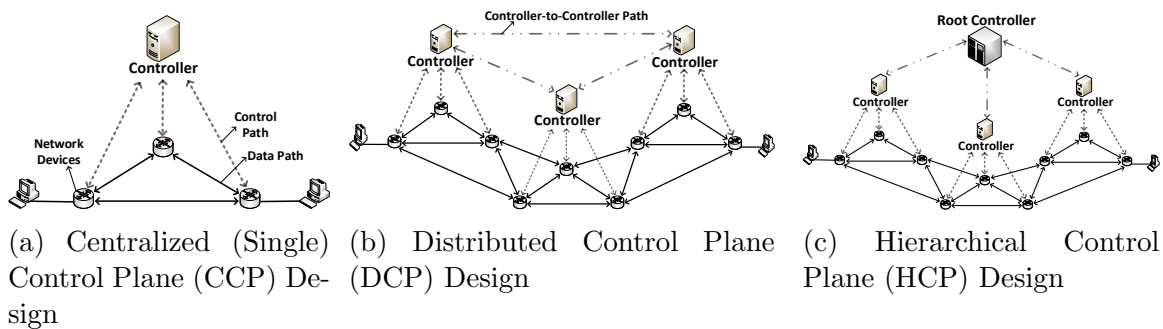 Controller
Control
Path
Data Path
Network
Devices
Controller-to-Controller Path
Controller
Controller
Controller
Root Controller
Controller
Controller
Controller
(a) Centralized (Single)
Control Plane (CCP) De-
sign
(b) Distributed Control Plane
(DCP) Design
(c) Hierarchical Control
Plane (HCP) Design